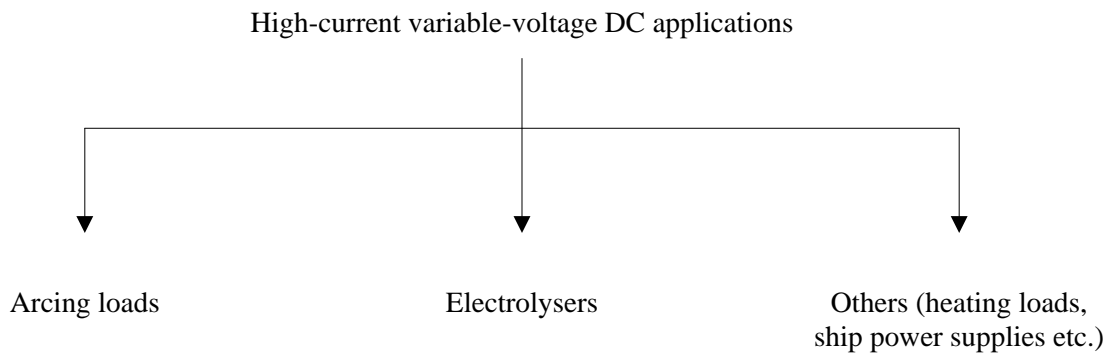 High-current variable-voltage DC applications
Arcing loads
Electrolysers
Others (heating loads,
ship power supplies etc.)